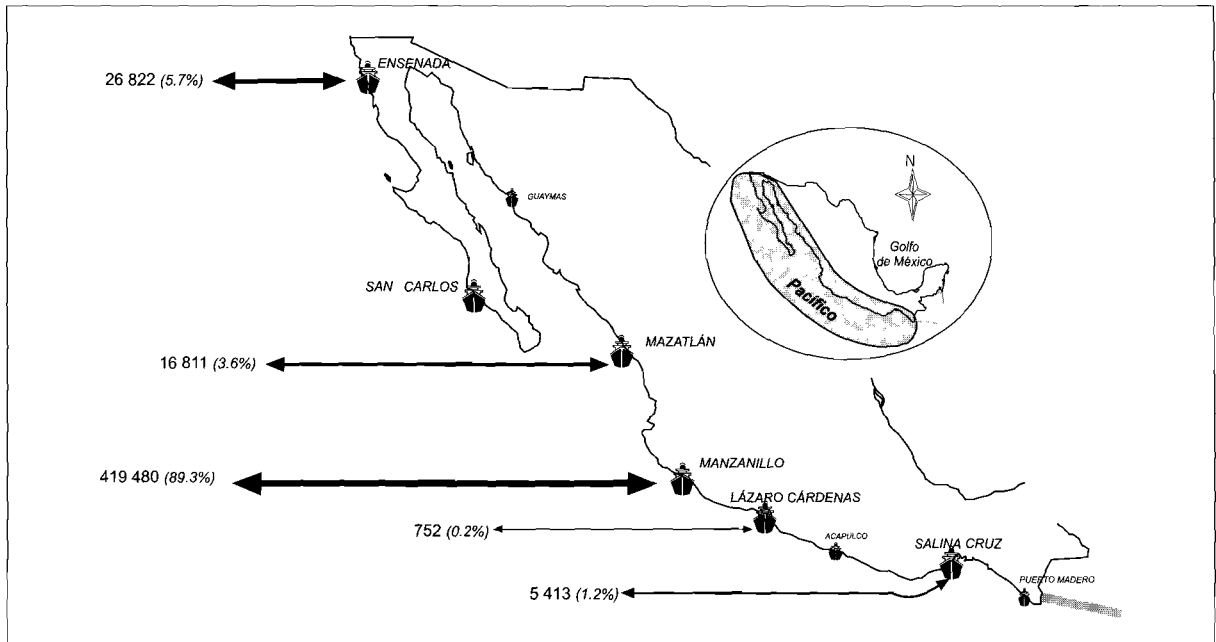 ENSENADA
26 822 (5.7%)
GUAYMAS
N
Golfo
de México
Pacífico
SAN CARLOS
MAZATLÁN
16 811 (3.6%)
MANZANILLO
419 480 (89.3%)
LÁZARO CÁRDENAS
752 (0.2%)
ACAPULCO
SALINA CRUZ
PUERTO MADERO
5 413 (1.2%)